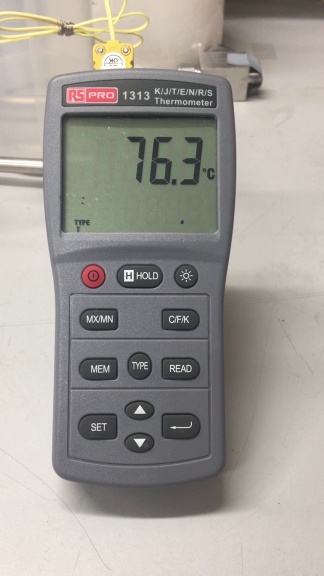 RS PRO 1313 K/J/T/E/N/R/S
Thermometer
76.3 °C
TYPE
T
H HOLD
MX/MN C/F/K
MEM TYPE READ
SET